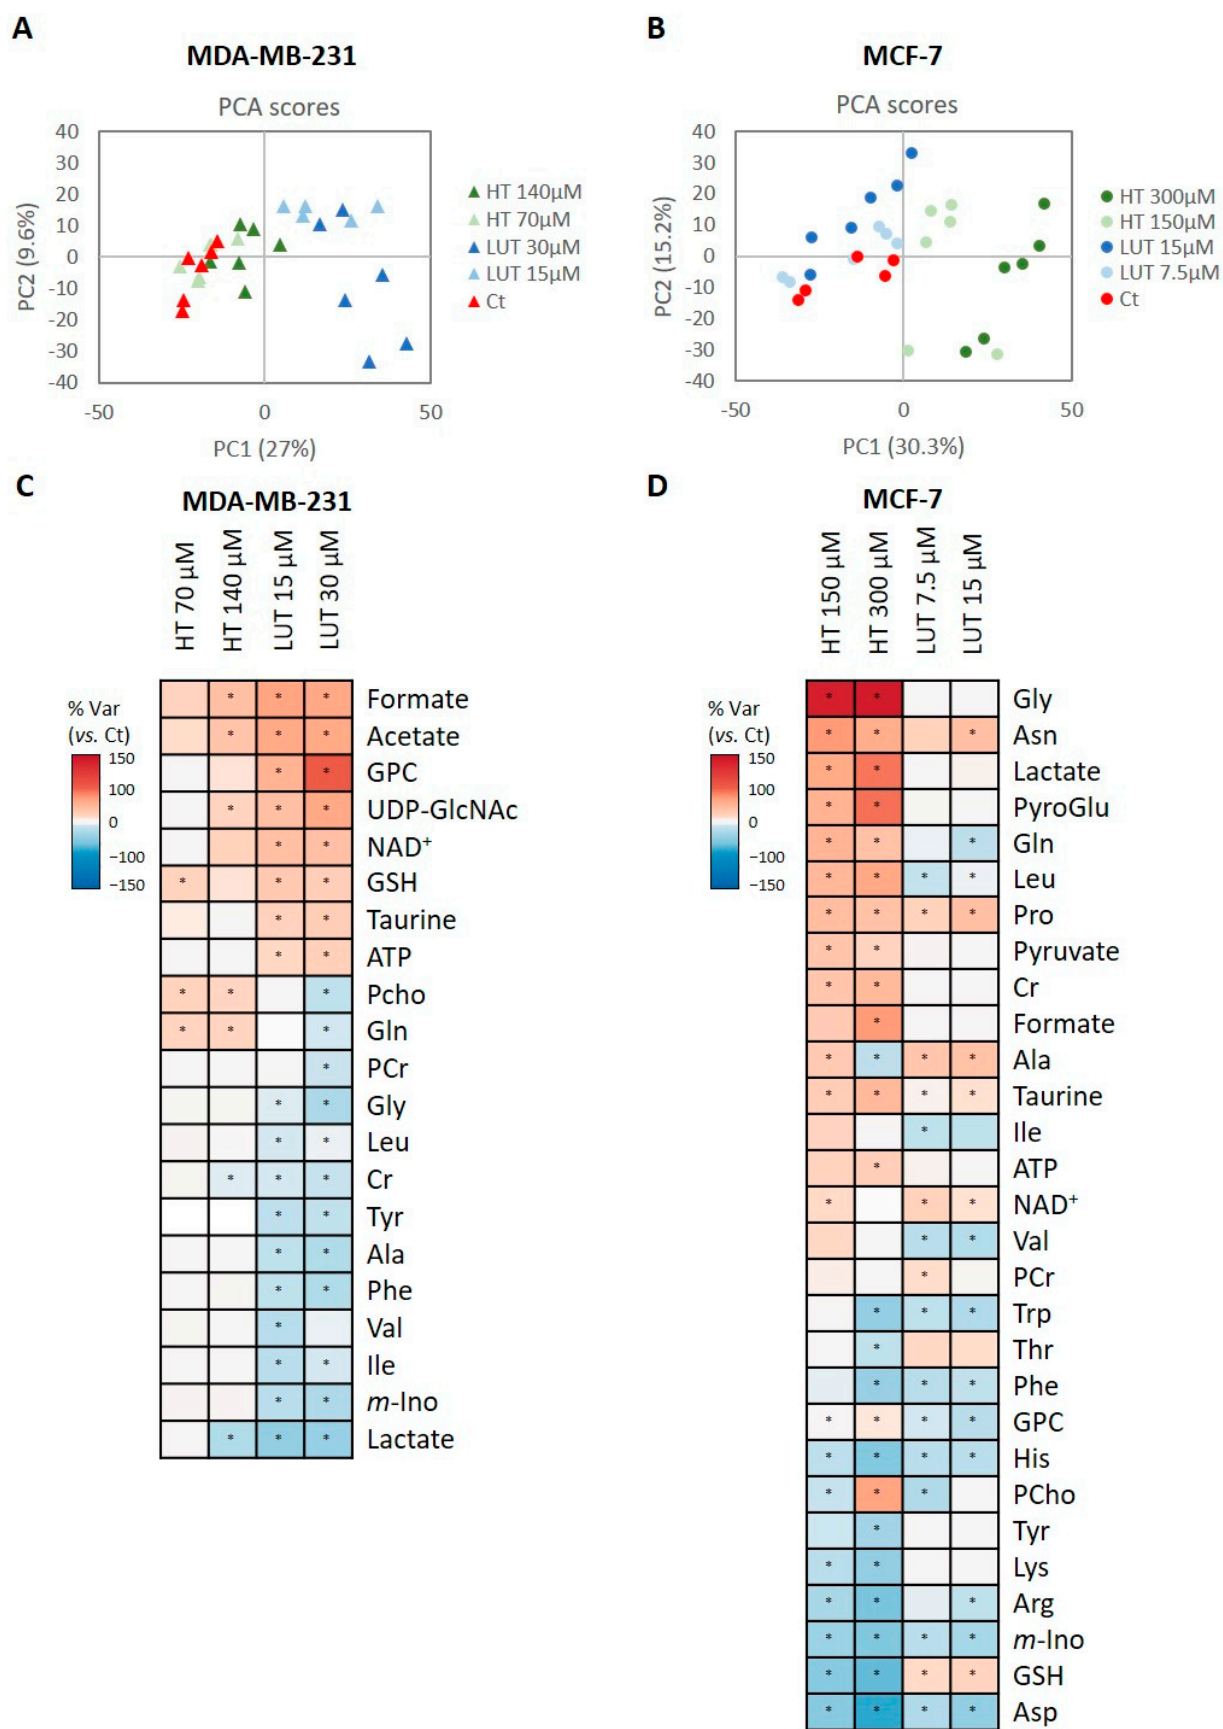 A
MDA-MB-231
PCA scores
40
30
20
10
0
-10
-20
-30
-40
PC2 (9.6%)
-50
0
50
PC1 (27%)
HT 140µM
HT 70µM
LUT 30µM
LUT 15µM
Ct
B
MCF-7
PCA scores
40
30
20
10
0
-10
-20
-30
-40
PC2 (15.2%)
-50
0
50
PC1 (30.3%)
HT 300µM
HT 150µM
LUT 15µM
LUT 7.5µM
Ct
C
MDA-MB-231
HT 70 µM
HT 140 µM
LUT 15 µM
LUT 30 µM
% Var
(vs. Ct)
150
100
0
−100
−150
* * * Formate
* * * Acetate
* * GPC
* * * UDP-GlcNAc
* * NAD+
* * * GSH
* * Taurine
* * ATP
* * * Pcho
* * * Gln
* PCr
* * Gly
* * Leu
* * * Cr
* * Tyr
* * Ala
* * Phe
* Val
* * Ile
* * m-Ino
* * * Lactate
D
MCF-7
HT 150 µM
HT 300 µM
LUT 7.5 µM
LUT 15 µM
% Var
(vs. Ct)
150
100
0
−100
−150
* * Gly
* * * Asn
* * Lactate
* * PyroGlu
* * * Gln
* * * * Leu
* * * * Pro
* * Pyruvate
* * Cr
* Formate
* * * * Ala
* * * * Taurine
* Ile
* ATP
* * * NAD+
* * Val
* PCr
* * * Trp
* Thr
* * * Phe
* * * * GPC
* * * * His
* * * PCho
* Tyr
* * Lys
* * * Arg
* * * * m-Ino
* * * * GSH
* * * * Asp